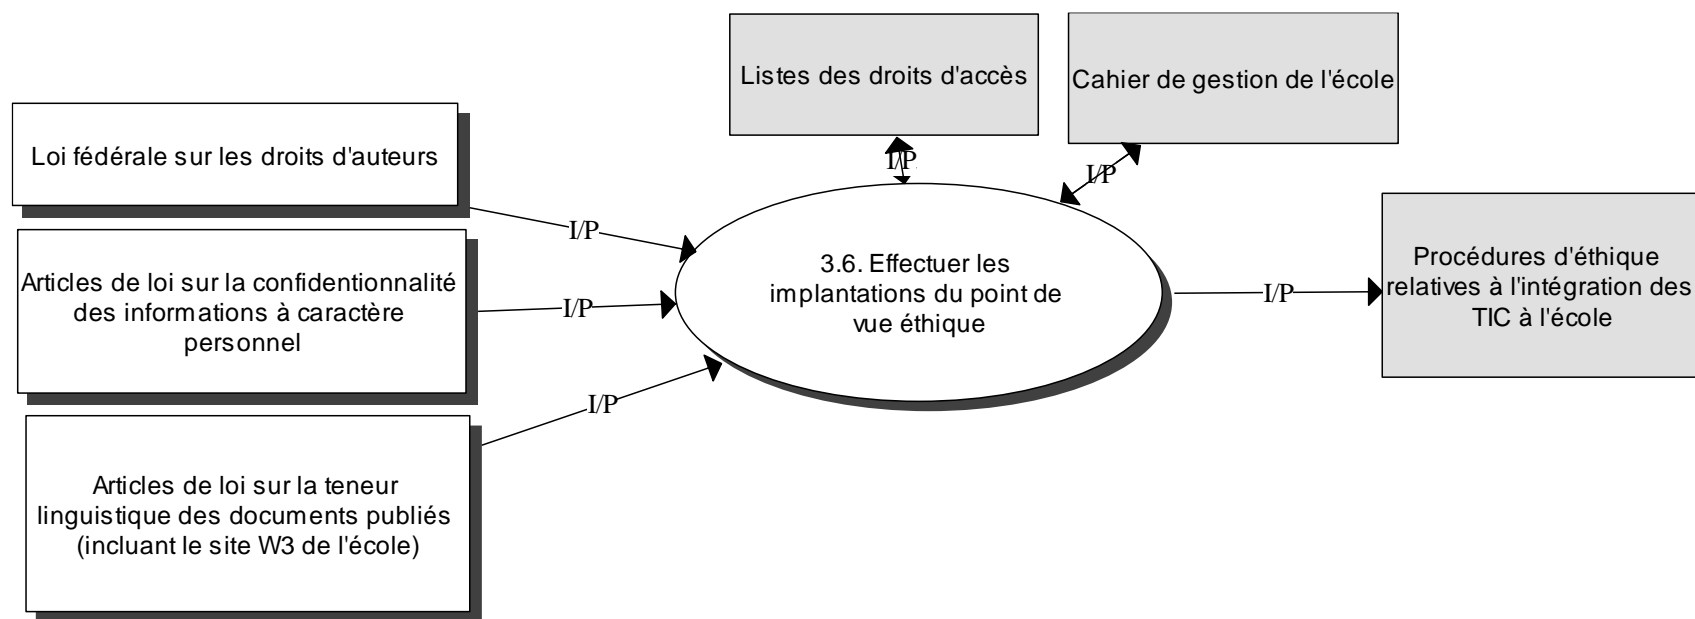 Listes des droits d'accès
Cahier de gestion de l'école
Loi fédérale sur les droits d'auteurs
I/P
I/P
I/P
Articles de loi sur la confidentionnalité
des informations à caractère
personnel
I/P
3.6. Effectuer les
implantations du point de
vue éthique
I/P
Procédures d'éthique
relatives à l'intégration des
TIC à l'école
I/P
Articles de loi sur la teneur
linguistique des documents publiés
(incluant le site W3 de l'école)